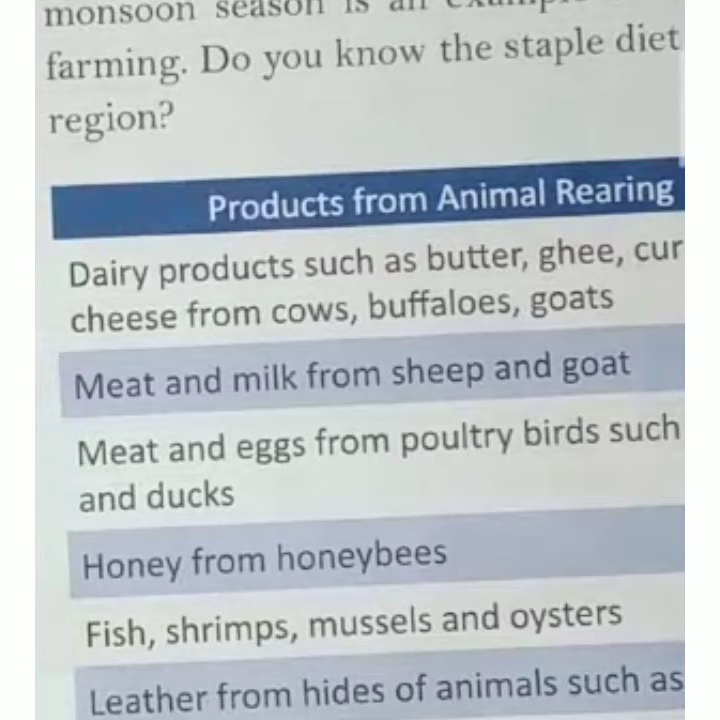 monsoon season is an
farming. Do you know the staple diet
region?
Products from Animal Rearing
Dairy products such as butter, ghee, cur
cheese from cows, buffaloes, goats
Meat and milk from sheep and goat
Meat and eggs from poultry birds such
and ducks
Honey from honeybees
Fish, shrimps, mussels and oysters
Leather from hides of animals such as